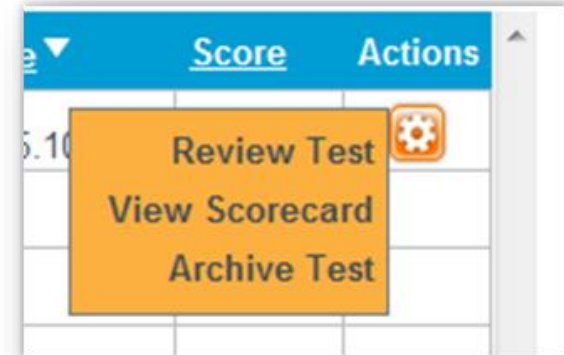 Score Actions
Review Test
View Scorecard
Archive Test